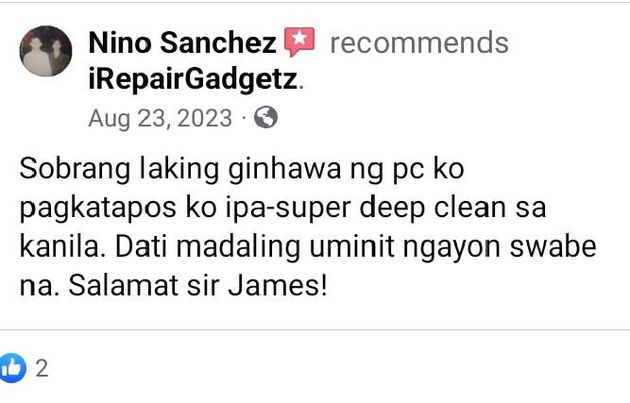 Nino Sanchez recommends
iRepairGadgetz.
Aug 23, 2023 ·
Sobrang laking ginhawa ng pc ko
pagkatapos ko ipa-super deep clean sa
kanila. Dati madaling uminit ngayon swabe
na. Salamat sir James!
2